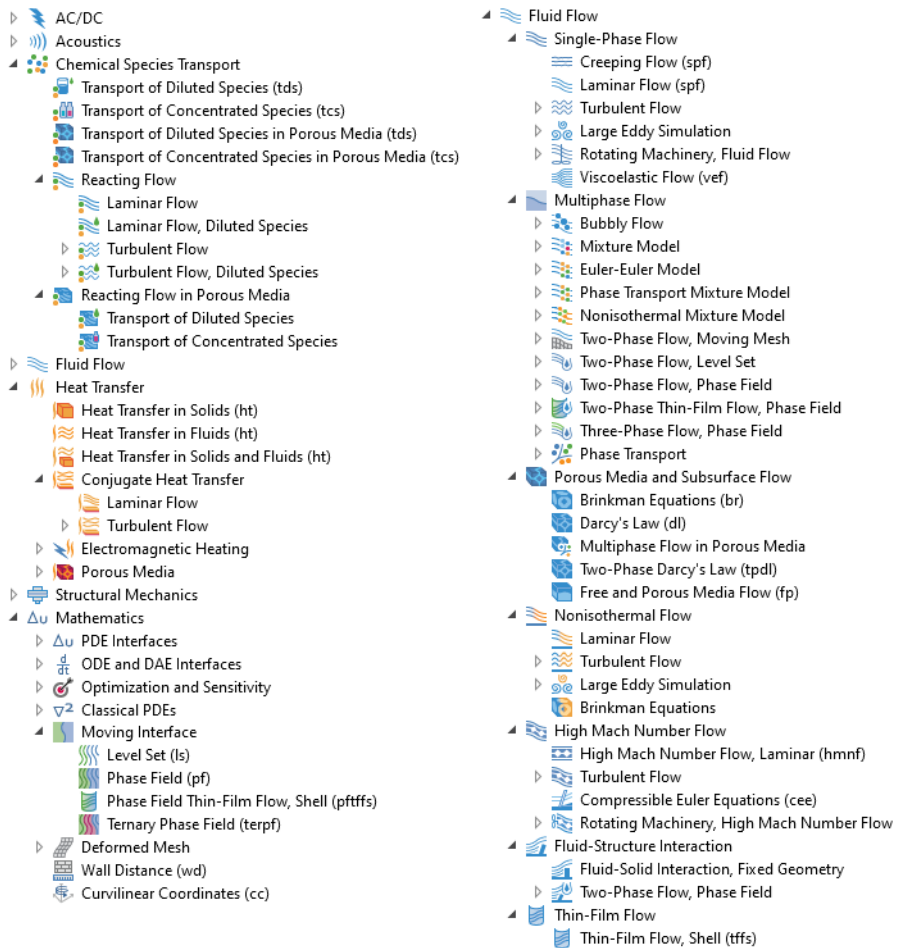 AC/DC
Acoustics
Chemical Species Transport
Transport of Diluted Species (tds)
Transport of Concentrated Species (tcs)
Transport of Diluted Species in Porous Media (tds)
Transport of Concentrated Species in Porous Media (tcs)
Reacting Flow
Laminar Flow
Laminar Flow, Diluted Species
Turbulent Flow
Turbulent Flow, Diluted Species
Reacting Flow in Porous Media
Transport of Diluted Species
Transport of Concentrated Species
Fluid Flow
Heat Transfer
Heat Transfer in Solids (ht)
Heat Transfer in Fluids (ht)
Heat Transfer in Solids and Fluids (ht)
Conjugate Heat Transfer
Laminar Flow
Turbulent Flow
Electromagnetic Heating
Porous Media
Structural Mechanics
Δu Mathematics
Δu PDE Interfaces
d/dt ODE and DAE Interfaces
Optimization and Sensitivity
∇² Classical PDEs
Moving Interface
Level Set (ls)
Phase Field (pf)
Phase Field Thin-Film Flow, Shell (pftffs)
Ternary Phase Field (terpf)
Deformed Mesh
Wall Distance (wd)
Curvilinear Coordinates (cc)
Fluid Flow
Single-Phase Flow
Creeping Flow (spf)
Laminar Flow (spf)
Turbulent Flow
Large Eddy Simulation
Rotating Machinery, Fluid Flow
Viscoelastic Flow (vef)
Multiphase Flow
Bubbly Flow
Mixture Model
Euler-Euler Model
Phase Transport Mixture Model
Nonisothermal Mixture Model
Two-Phase Flow, Moving Mesh
Two-Phase Flow, Level Set
Two-Phase Flow, Phase Field
Two-Phase Thin-Film Flow, Phase Field
Three-Phase Flow, Phase Field
Phase Transport
Porous Media and Subsurface Flow
Brinkman Equations (br)
Darcy's Law (dl)
Multiphase Flow in Porous Media
Two-Phase Darcy's Law (tpdl)
Free and Porous Media Flow (fp)
Nonisothermal Flow
Laminar Flow
Turbulent Flow
Large Eddy Simulation
Brinkman Equations
High Mach Number Flow
High Mach Number Flow, Laminar (hmnf)
Turbulent Flow
Compressible Euler Equations (cee)
Rotating Machinery, High Mach Number Flow
Fluid-Structure Interaction
Fluid-Solid Interaction, Fixed Geometry
Two-Phase Flow, Phase Field
Thin-Film Flow
Thin-Film Flow, Shell (tffs)